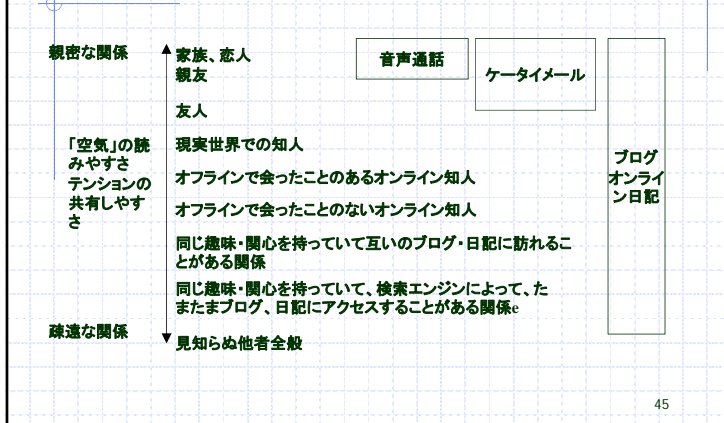 親密な関係
家族、恋人
親友
友人
現実世界での知人
オフラインで会ったことのあるオンライン知人
オフラインで会ったことのないオンライン知人
同じ趣味・関心を持っていて互いのブログ・日記に訪れるこ
とがある関係
同じ趣味・関心を持っていて、検索エンジンによって、た
またまブログ、日記にアクセスすることがある関係e
見知らぬ他者全般
「空気」の読
みやすさ
テンションの
共有しやす
さ
疎遠な関係
音声通話
ケータイメール
ブログ
オンライ
ン日記
45